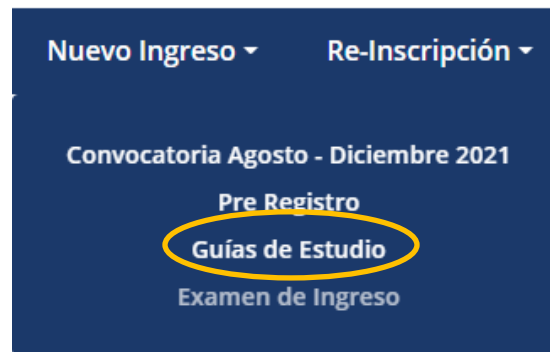 Nuevo Ingreso Re-Inscripción
Convocatoria Agosto - Diciembre 2021
Pre Registro
Guías de Estudio
Examen de Ingreso